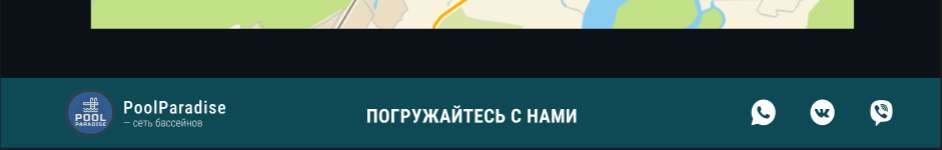 POOL
PARADISE
PoolParadise
— сеть бассейнов
ПОГРУЖАЙТЕСЬ С НАМИ